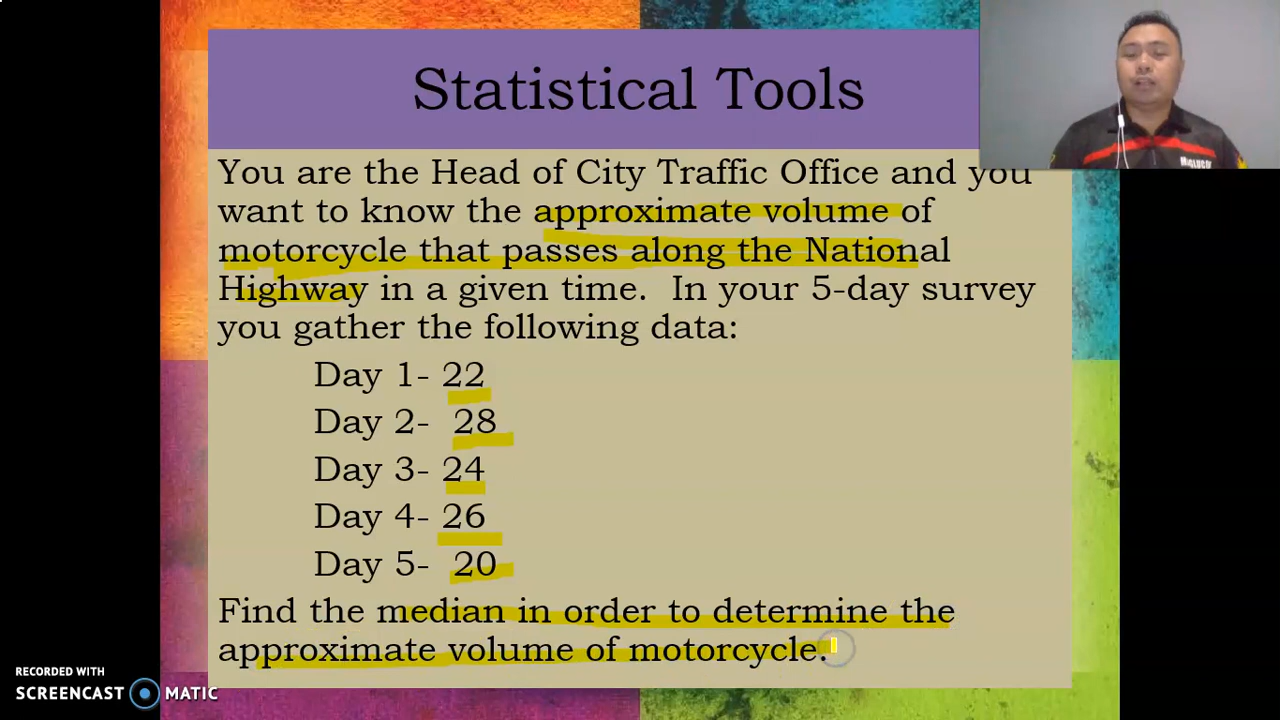 Statistical Tools
You are the Head of City Traffic Office and you
want to know the approximate volume of
motorcycle that passes along the National
Highway in a given time. In your 5-day survey
you gather the following data:
Day 1- 22
Day 2- 28
Day 3- 24
Day 4- 26
Day 5- 20
Find the median in order to determine the
approximate volume of motorcycle.
RECORDED WITH
SCREENCAST MATIC